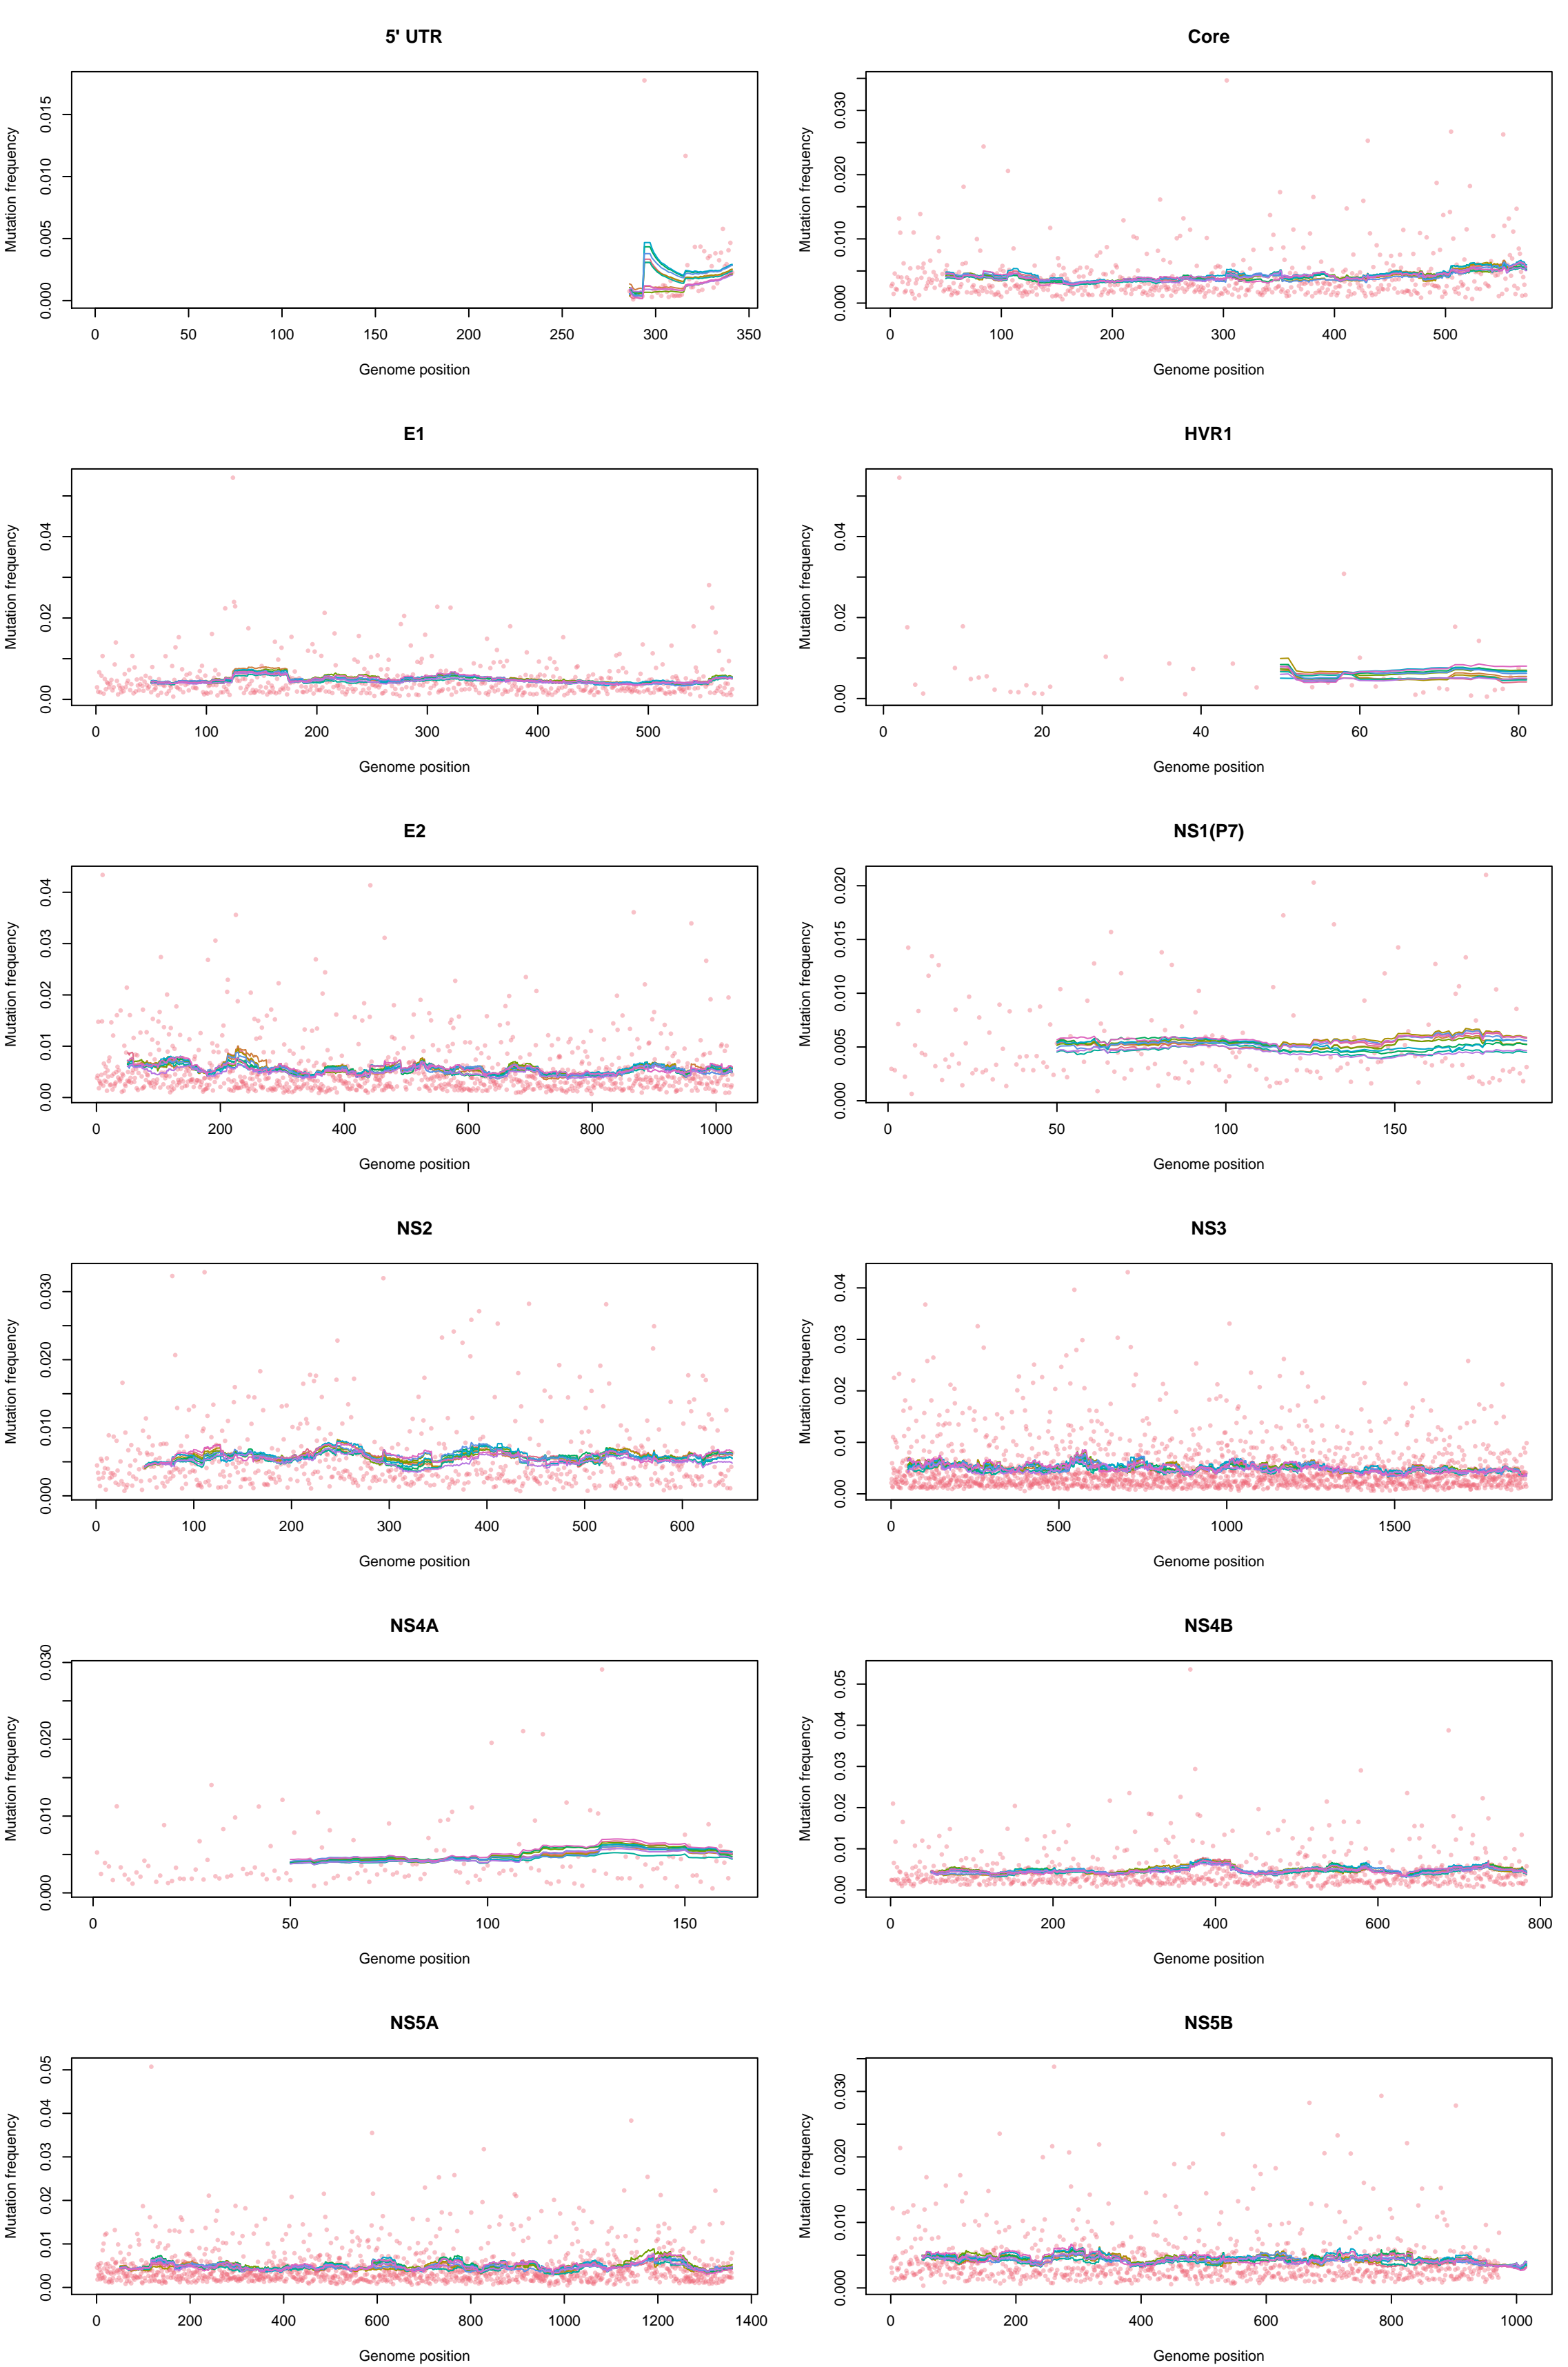 5' UTR
Mutation frequency
0.000 0.005 0.010 0.015
0 50 100 150 200 250 300 350
Genome position
Core
Mutation frequency
0.000 0.010 0.020 0.030
0 100 200 300 400 500
Genome position
E1
Mutation frequency
0.00 0.02 0.04
0 100 200 300 400 500
Genome position
HVR1
Mutation frequency
0.00 0.02 0.04
0 20 40 60 80
Genome position
E2
Mutation frequency
0.00 0.01 0.02 0.03 0.04
0 200 400 600 800 1000
Genome position
NS1(P7)
Mutation frequency
0.000 0.005 0.010 0.015 0.020
0 50 100 150
Genome position
NS2
Mutation frequency
0.000 0.010 0.020 0.030
0 100 200 300 400 500 600
Genome position
NS3
Mutation frequency
0.00 0.01 0.02 0.03 0.04
0 500 1000 1500
Genome position
NS4A
Mutation frequency
0.000 0.010 0.020 0.030
0 50 100 150
Genome position
NS4B
Mutation frequency
0.00 0.01 0.02 0.03 0.04 0.05
0 200 400 600 800
Genome position
NS5A
Mutation frequency
0.00 0.01 0.02 0.03 0.04 0.05
0 200 400 600 800 1000 1200 1400
Genome position
NS5B
Mutation frequency
0.000 0.010 0.020 0.030
0 200 400 600 800 1000
Genome position